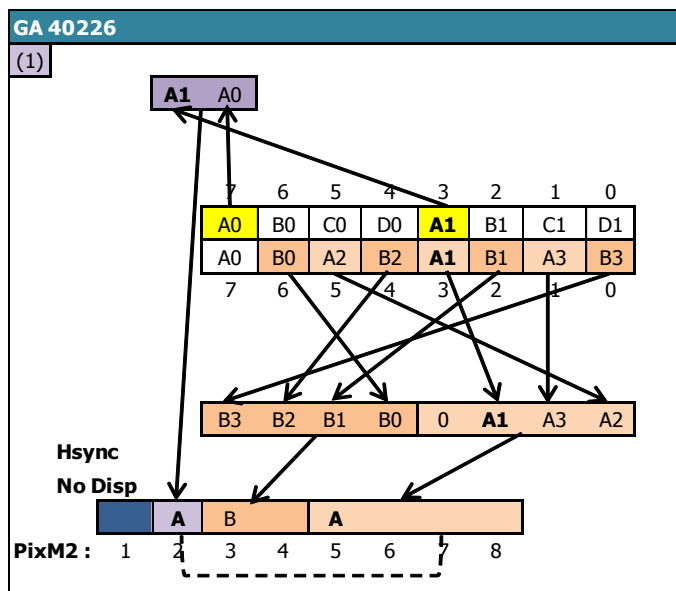 GA 40226
(1)
A1 A0
7 6 5 4 3 2 1 0
A0 B0 C0 D0 A1 B1 C1 D1
A0 B0 A2 B2 A1 B1 A3 B3
7 6 5 4 3 2 1 0
B3 B2 B1 B0 0 A1 A3 A2
Hsync
No Disp
A B A
PixM2 : 1 2 3 4 5 6 7 8